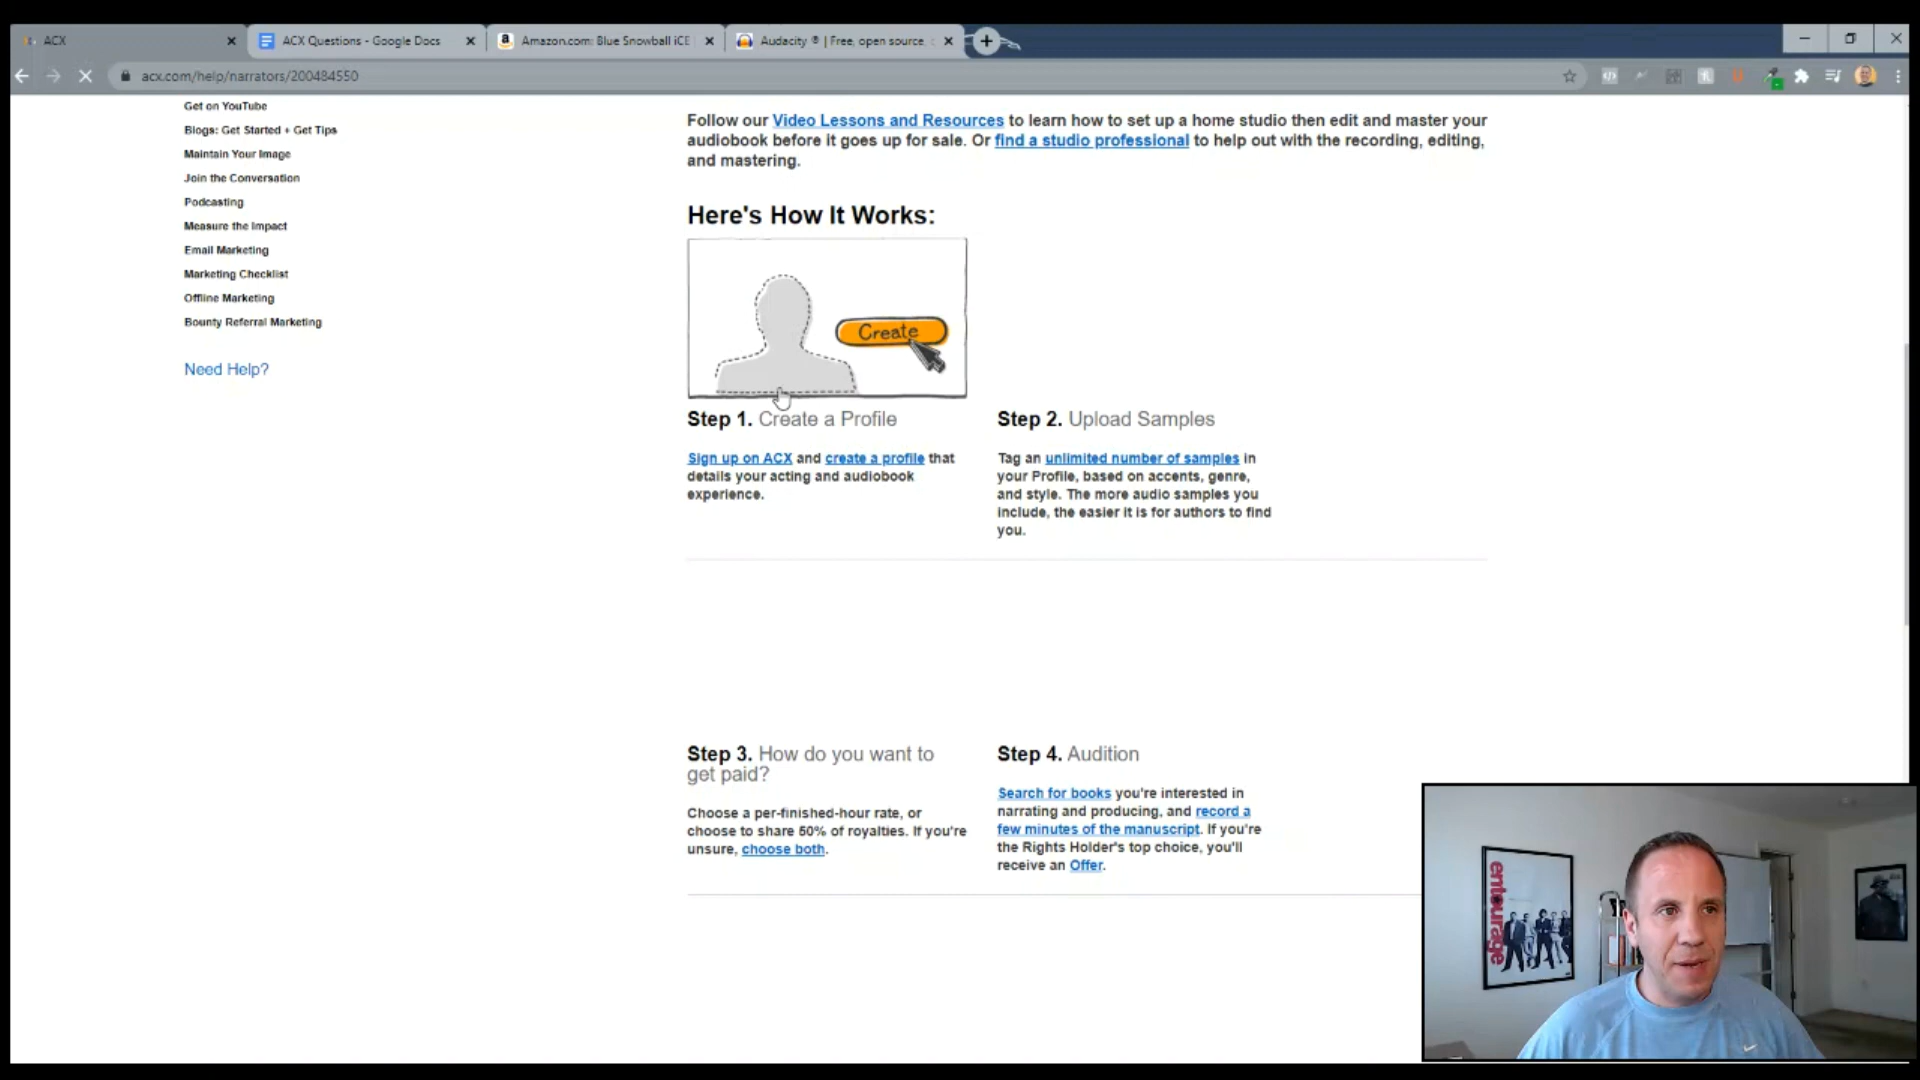 ACX
ACX Questions - Google Docs
Amazon.com: Blue Snowball iCE
Audacity ® | Free, open source,
acx.com/help/narrators/200484550
Get on YouTube
Blogs: Get Started + Get Tips
Maintain Your Image
Join the Conversation
Podcasting
Measure the Impact
Email Marketing
Marketing Checklist
Offline Marketing
Bounty Referral Marketing
Need Help?
Follow our Video Lessons and Resources to learn how to set up a home studio then edit and master your
audiobook before it goes up for sale. Or find a studio professional to help out with the recording, editing,
and mastering.
Here's How It Works:
Create
Step 1. Create a Profile
Sign up on ACX and create a profile that
details your acting and audiobook
experience.
Step 2. Upload Samples
Tag an unlimited number of samples in
your Profile, based on accents, genre,
and style. The more audio samples you
include, the easier it is for authors to find
you.
Step 3. How do you want to
get paid?
Choose a per-finished-hour rate, or
choose to share 50% of royalties. If you're
unsure, choose both.
Step 4. Audition
Search for books you're interested in
narrating and producing, and record a
few minutes of the manuscript. If you're
the Rights Holder's top choice, you'll
receive an Offer.
entourage